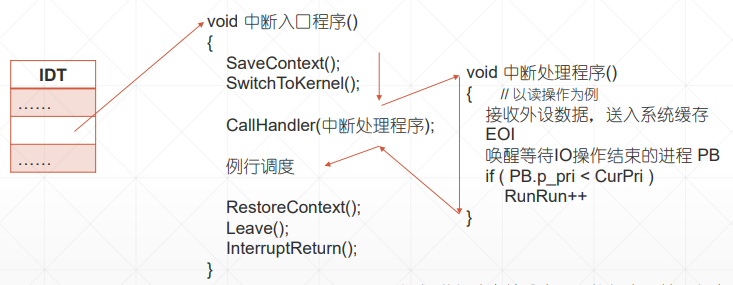 void 中断入口程序()
{
SaveContext();
SwitchToKernel();
CallHandler(中断处理程序);
例行调度
RestoreContext();
Leave();
InterruptReturn();
}
IDT
……
……
void 中断处理程序()
{ // 以读操作为例
接收外设数据，送入系统缓存
EOI
唤醒等待IO操作结束的进程 PB
if ( PB.p_pri < CurPri )
RunRun++
}